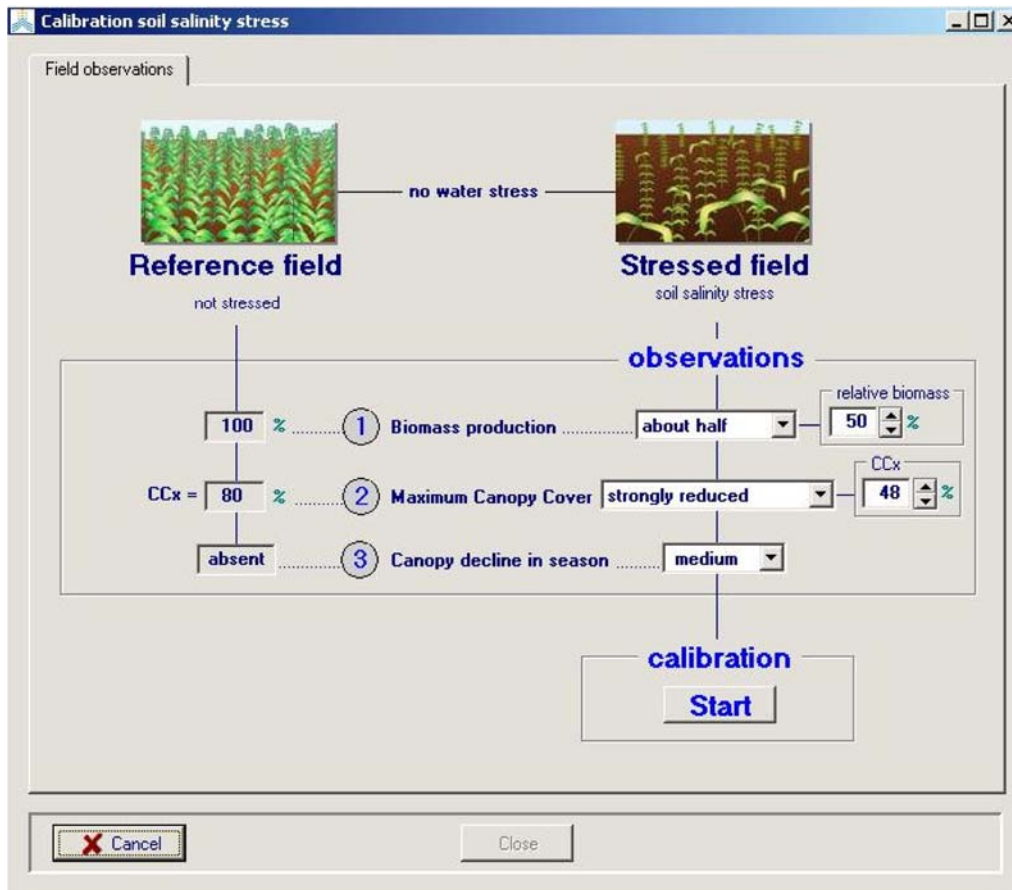 Calibration soil salinity stress
Field observations
no water stress
Reference field
Stressed field
not stressed
soil salinity stress
observations
relative biomass
100 % ........ 1 Biomass production ............ about half 50 %
CCx
CCx = 80 % ........ 2 Maximum Canopy Cover strongly reduced 48 %
absent ........ 3 Canopy decline in season ........ medium
calibration
Start
Cancel
Close